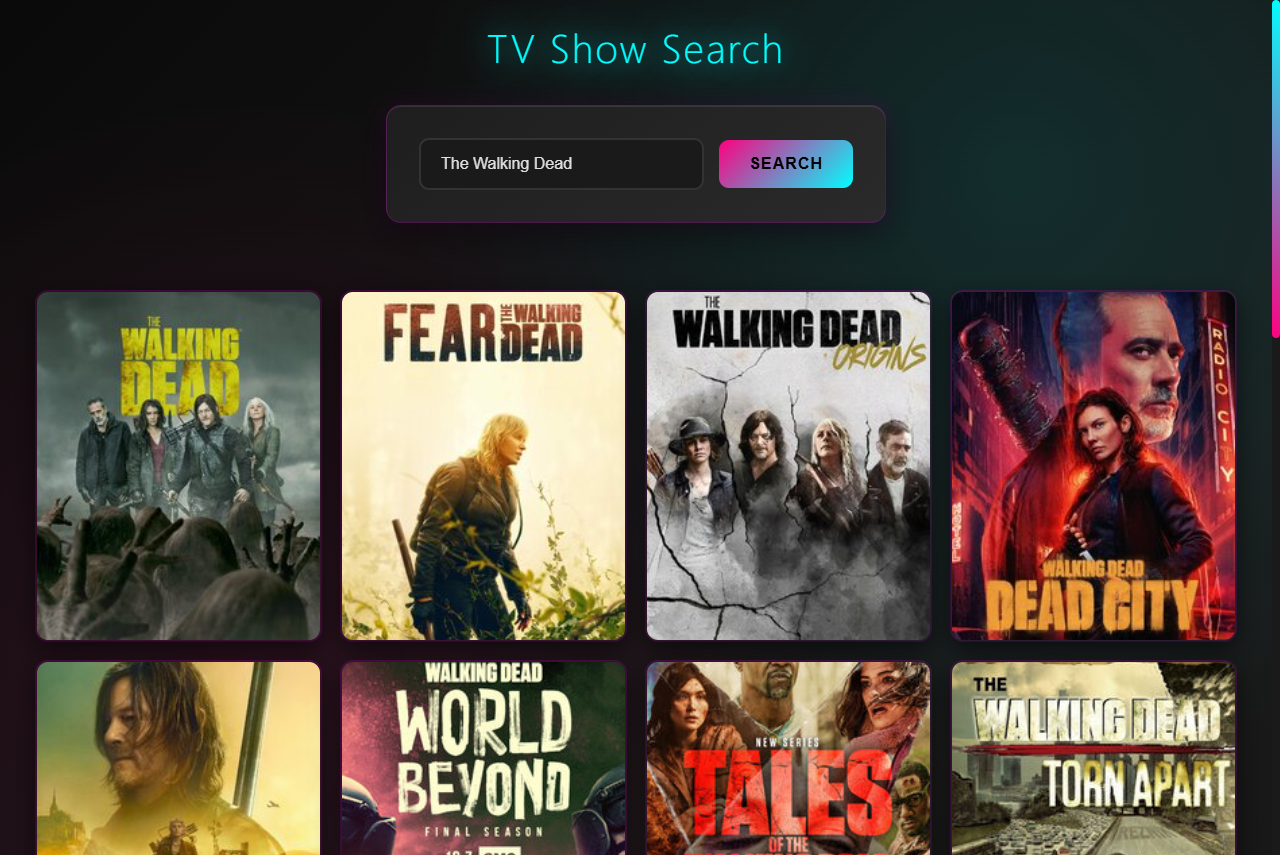 TV Show Search
The Walking Dead
SEARCH
THE
WALKING
DEAD
FEAR THE WALKING DEAD
THE
WALKING DEAD
ORIGINS
RADIO CITY
HOTEL
WALKING DEAD
DEAD CITY
WALKING DEAD
WORLD
BEYOND
FINAL SEASON
AMC
NEW SERIES
TALES
OF THE
THE
WALKING DEAD
TORN APART